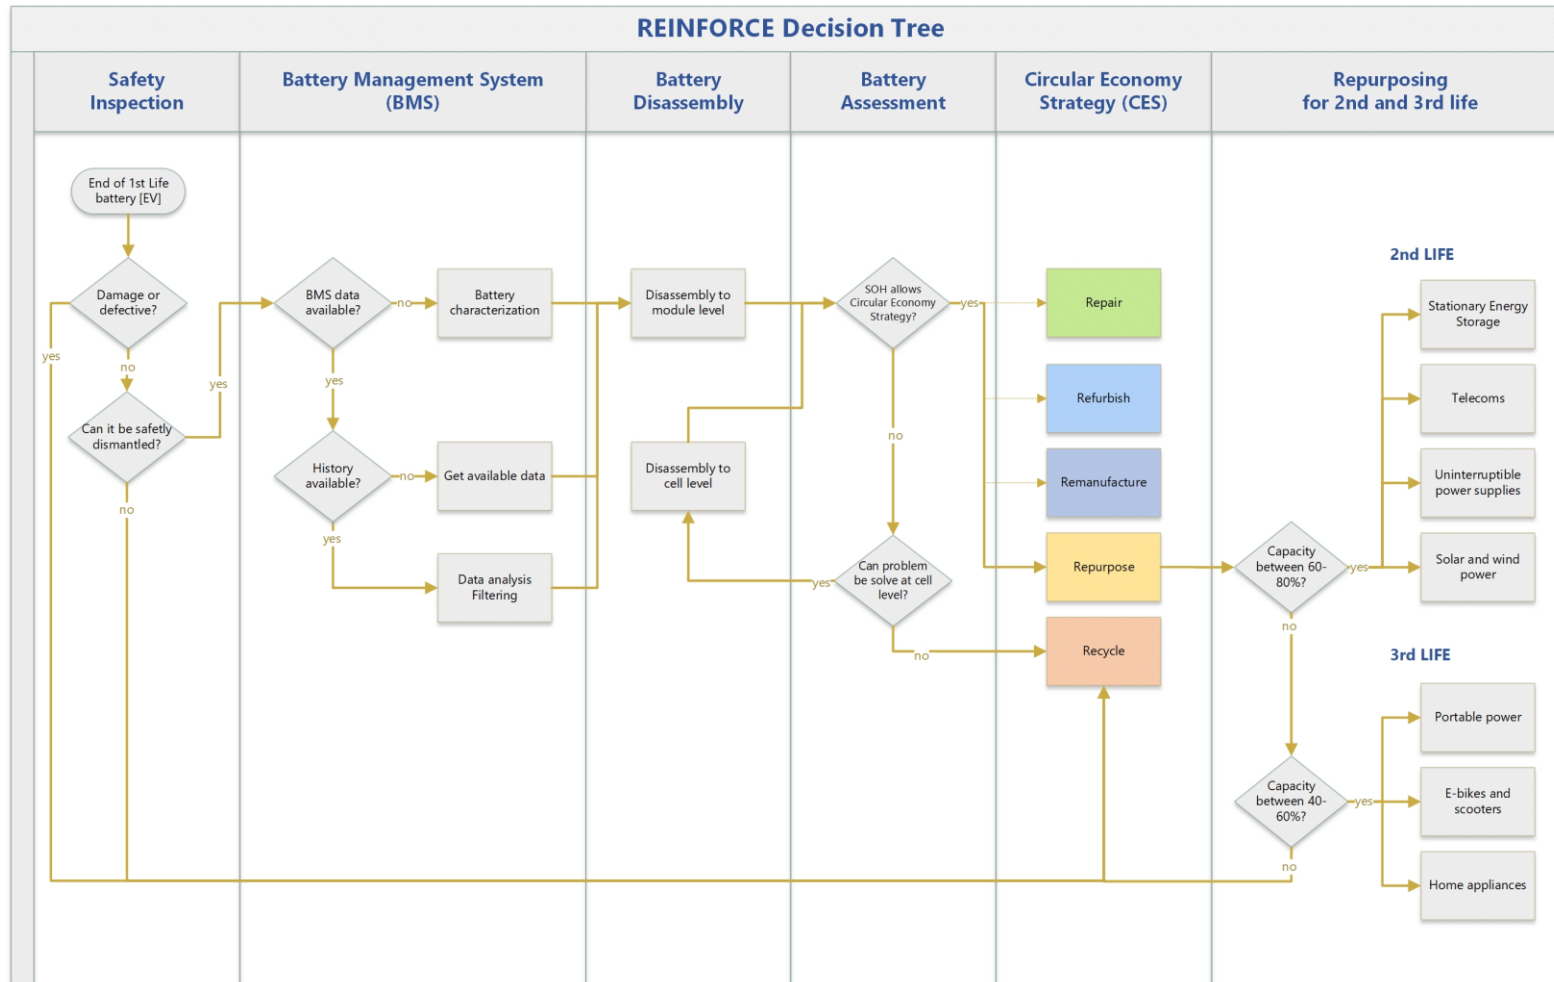 REINFORCE Decision Tree
Safety
Inspection
Battery Management System
(BMS)
Battery
Disassembly
Battery
Assessment
Circular Economy
Strategy (CES)
Repurposing
for 2nd and 3rd life
End of 1st Life
battery [EV]
Damage or
defective?
yes
no
Can it be safetly
dismantled?
yes
no
BMS data
available?
no
Battery
characterization
yes
History
available?
no
Get available data
yes
Data analysis
Filtering
Disassembly to
module level
Disassembly to
cell level
SOH allows
Circular Economy
Strategy?
yes
no
Can problem
be solve at cell
level?
yes
no
Repair
Refurbish
Remanufacture
Repurpose
Recycle
Capacity
between 60-
80%?
yes
no
Capacity
between 40-
60%?
yes
no
2nd LIFE
Stationary Energy
Storage
Telecoms
Uninterruptible
power supplies
Solar and wind
power
3rd LIFE
Portable power
E-bikes and
scooters
Home appliances